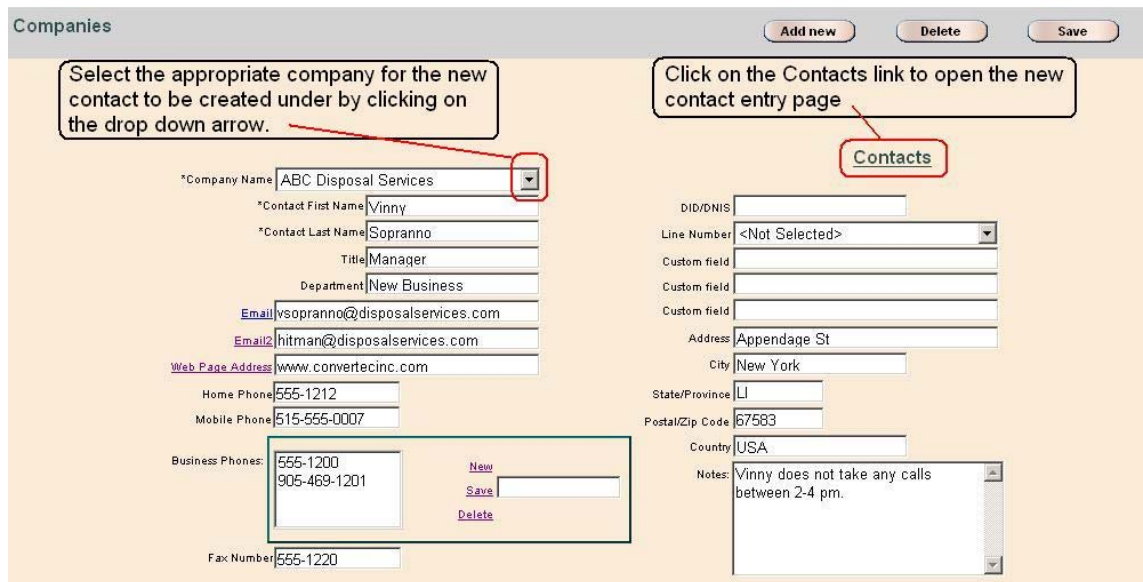 Companies
Add new
Delete
Save
Select the appropriate company for the new
contact to be created under by clicking on
the drop down arrow.
Click on the Contacts link to open the new
contact entry page
Contacts
*Company Name ABC Disposal Services
*Contact First Name Vinny
*Contact Last Name Sopranno
Title Manager
Department New Business
Email vsopranno@disposalservices.com
Email2 hitman@disposalservices.com
Web Page Address www.convertecinc.com
Home Phone 555-1212
Mobile Phone 515-555-0007
Business Phones: 555-1200
905-469-1201
New
Save
Delete
Fax Number 555-1220
DID/DNIS
Line Number <Not Selected>
Custom field
Custom field
Custom field
Address Appendage St
City New York
State/Province LI
Postal/Zip Code 67583
Country USA
Notes: Vinny does not take any calls
between 2-4 pm.